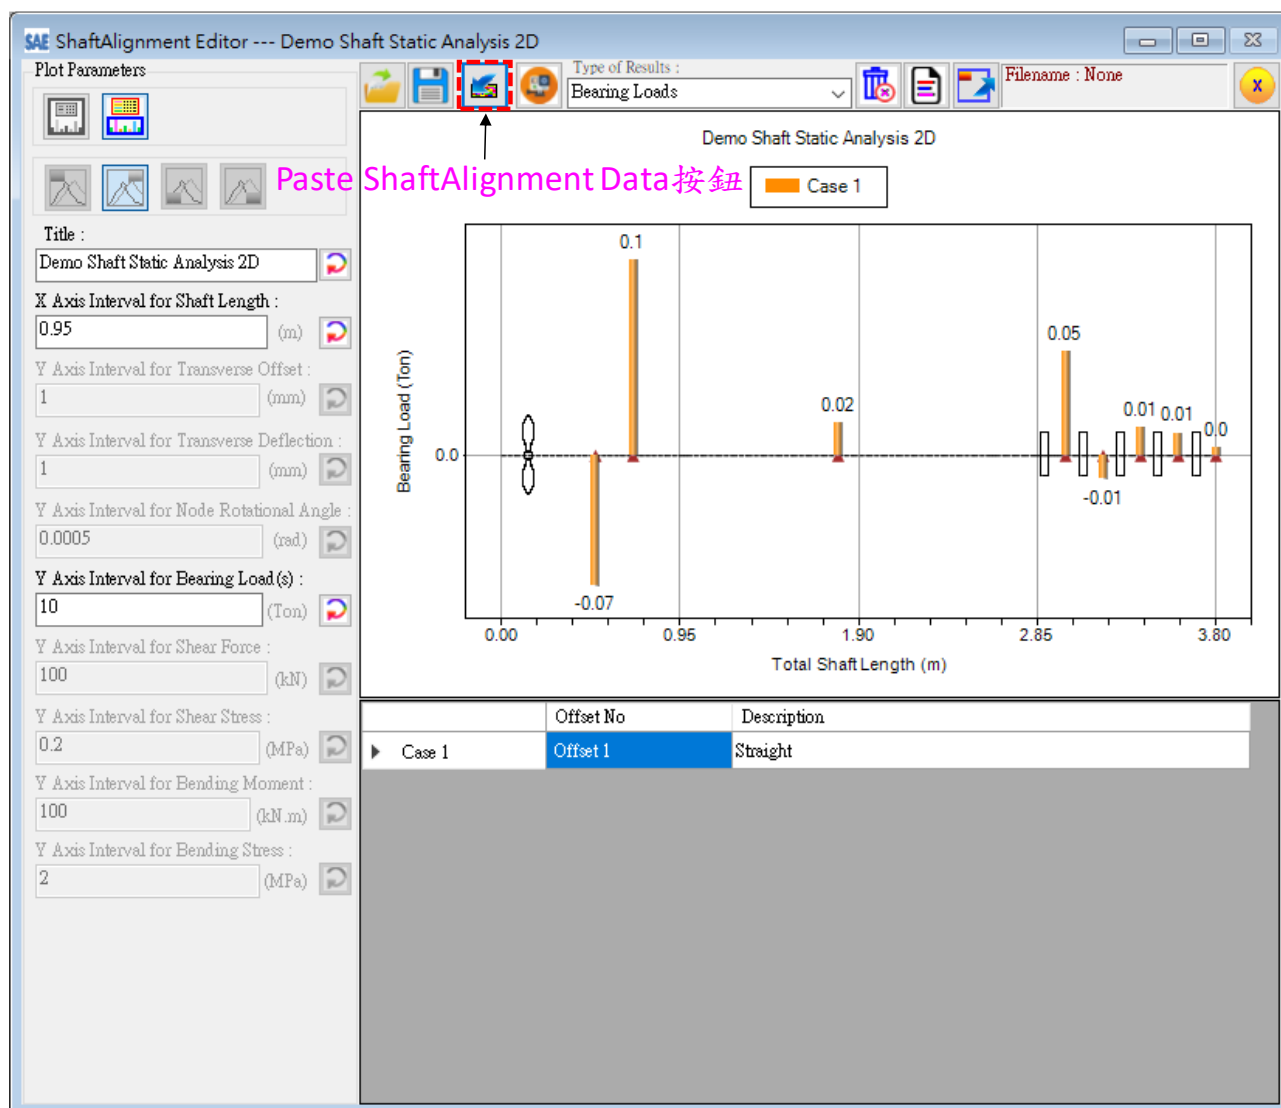 SAE ShaftAlignment Editor --- Demo Shaft Static Analysis 2D
Plot Parameters
Type of Results :
Bearing Loads
Filename : None
X
Paste ShaftAlignment Data按鈕
Title :
Demo Shaft Static Analysis 2D
X Axis Interval for Shaft Length :
0.95 (m)
Y Axis Interval for Transverse Offset :
1 (mm)
Y Axis Interval for Transverse Deflection :
1 (mm)
Y Axis Interval for Node Rotational Angle :
0.0005 (rad)
Y Axis Interval for Bearing Load(s) :
10 (Ton)
Y Axis Interval for Shear Force :
100 (kN)
Y Axis Interval for Shear Stress :
0.2 (MPa)
Y Axis Interval for Bending Moment :
100 (kN.m)
Y Axis Interval for Bending Stress :
2 (MPa)
Demo Shaft Static Analysis 2D
Case 1
0.1
0.05
0.02
0.01 0.01 0.0
-0.01
-0.07
Bearing Load (Ton)
0.0
0.00 0.95 1.90 2.85 3.80
Total Shaft Length (m)
Offset No Description
Case 1 Offset 1 Straight